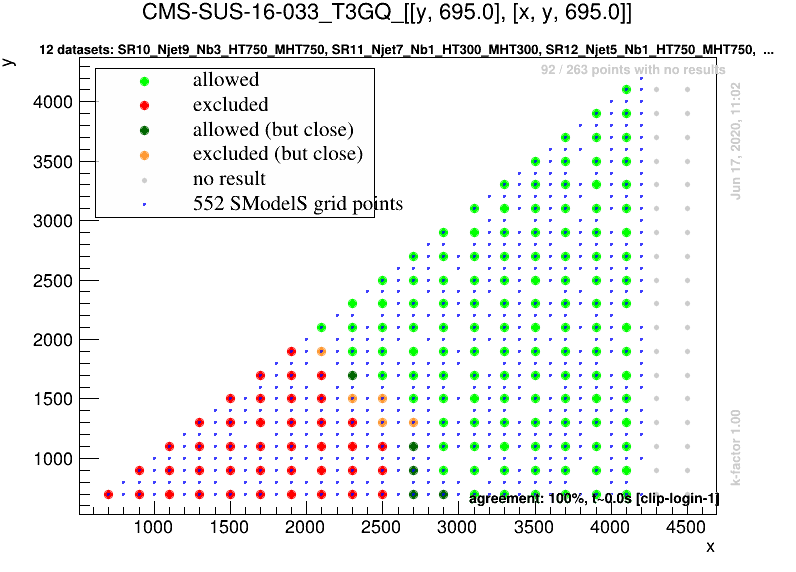 CMS-SUS-16-033_T3GQ_[[y, 695.0], [x, y, 695.0]]
12 datasets: SR10_Njet9_Nb3_HT750_MHT750, SR11_Njet7_Nb1_HT300_MHT300, SR12_Njet5_Nb1_HT750_MHT750, ...
y
92 / 263 points with no results
allowed
excluded
allowed (but close)
excluded (but close)
no result
552 SModelS grid points
Jun 17, 2020, 11:02
4000
3500
3000
2500
2000
1500
1000
k-factor 1.00
agreement: 100%, t~0.0s [clip-login-1]
1000 1500 2000 2500 3000 3500 4000 4500
x